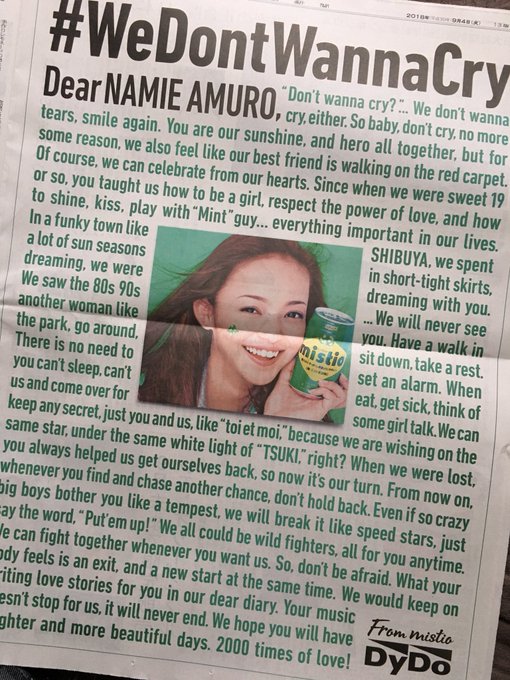 2018年 9月4日(火)
#WeDontWannaCry
Dear NAMIE AMURO, "Don't wanna cry?"... We don't wanna
cry, either. So baby, don't cry, no more
tears, smile again. You are our sunshine, and hero all together, but for
some reason, we also feel like our best friend is walking on the red carpet.
Of course, we can celebrate from our hearts. Since when we were sweet 19
or so, you taught us how to be a girl, respect the power of love, and how
to shine, kiss, play with "Mint" guy... everything important in our lives.
In a funky town like SHIBUYA, we spent
a lot of sun seasons in short-tight skirts,
dreaming, we were dreaming with you.
We saw the 80s 90s ... We will never see
another woman like you. Have a walk in
the park, go around, sit down, take a rest.
There is no need to set an alarm. When
you can't sleep, can't eat, get sick, think of
us and come over for some girl talk. We can
mistio
keep any secret, just you and us, like "toi et moi," because we are wishing on the
same star, under the same white light of "TSUKI," right? When we were lost,
you always helped us get ourselves back, so now it's our turn. From now on,
whenever you find and chase another chance, don't hold back. Even if so crazy
big boys bother you like a tempest, we will break it like speed stars, just
say the word, "Put'em up!" We all could be wild fighters, all for you anytime.
We can fight together whenever you want us. So, don't be afraid. What your
ody feels is an exit, and a new start at the same time. We would keep on
riting love stories for you in our dear diary. Your music
esn't stop for us, it will never end. We hope you will have
ghter and more beautiful days. 2000 times of love!
From mistio
DyDo